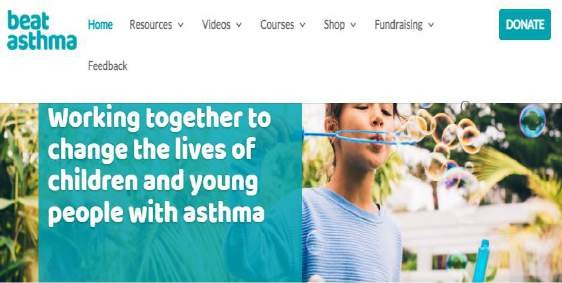 beat
asthma
Home Resources Videos Courses Shop Fundraising
DONATE
Feedback
Working together to
change the lives of
children and young
people with asthma